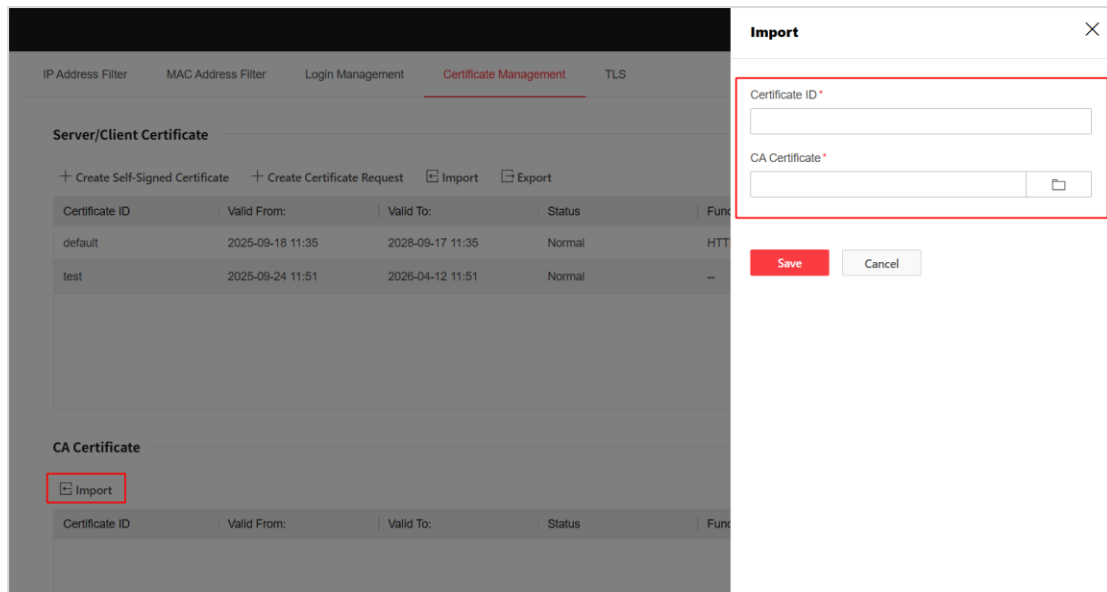 Import
IP Address Filter MAC Address Filter Login Management Certificate Management TLS
Certificate ID *
Server/Client Certificate
CA Certificate *
Create Self-Signed Certificate Create Certificate Request Import Export
Certificate ID Valid From: Valid To: Status Func
default 2025-09-18 11:35 2028-09-17 11:35 Normal HTT
Save Cancel
test 2025-09-24 11:51 2026-04-12 11:51 Normal --
CA Certificate
Import
Certificate ID Valid From: Valid To: Status Func